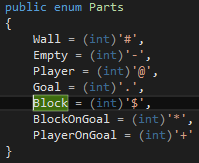 public enum Parts
{
    Wall = (int)'#',
    Empty = (int)'-',
    Player = (int)'@',
    Goal = (int)'.',
    Block = (int)'$',
    BlockOnGoal = (int)'*',
    PlayerOnGoal = (int)'+'
}